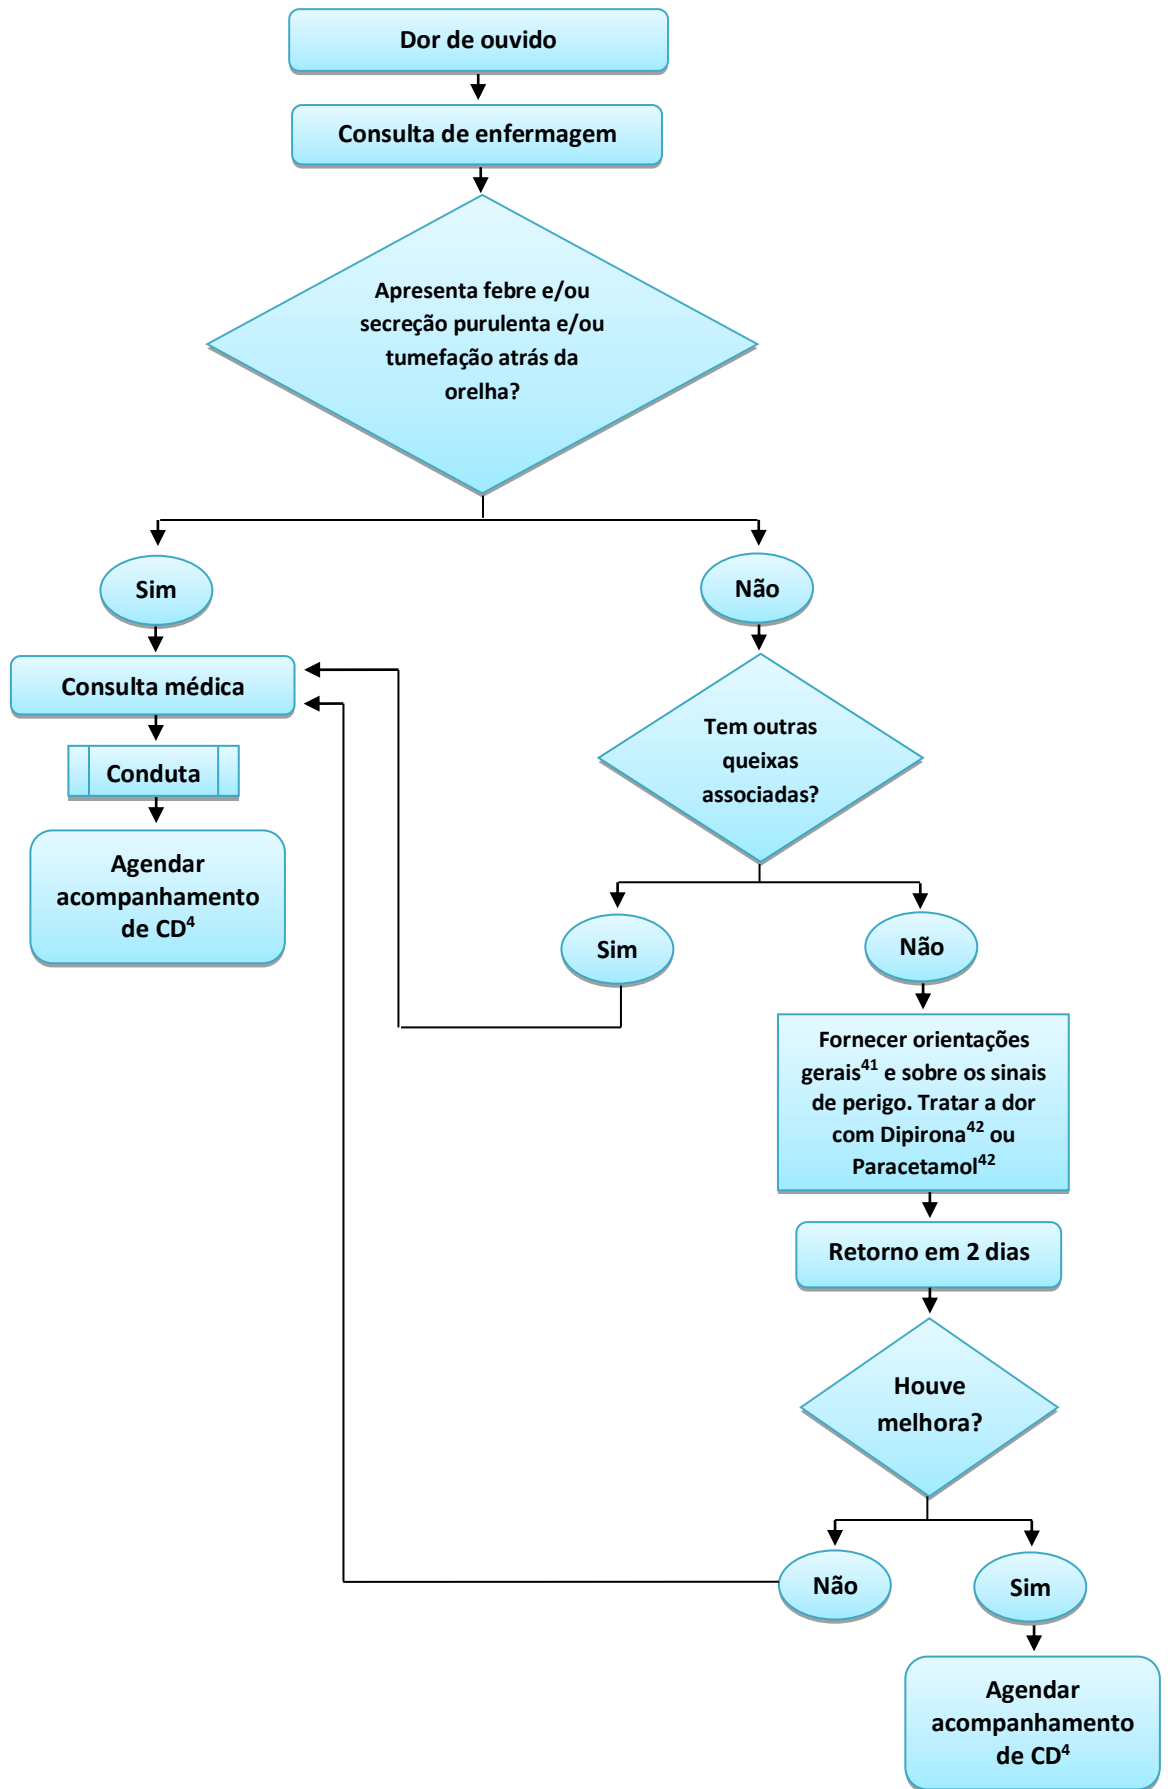 Dor de ouvido
Consulta de enfermagem
Apresenta febre e/ou
secreção purulenta e/ou
tumefação atrás da
orelha?
Sim
Não
Consulta médica
Conduta
Agendar
acompanhamento
de CD⁴
Tem outras
queixas
associadas?
Sim
Não
Fornecer orientações
gerais⁴¹ e sobre os sinais
de perigo. Tratar a dor
com Dipirona⁴² ou
Paracetamol⁴²
Retorno em 2 dias
Houve
melhora?
Não
Sim
Agendar
acompanhamento
de CD⁴